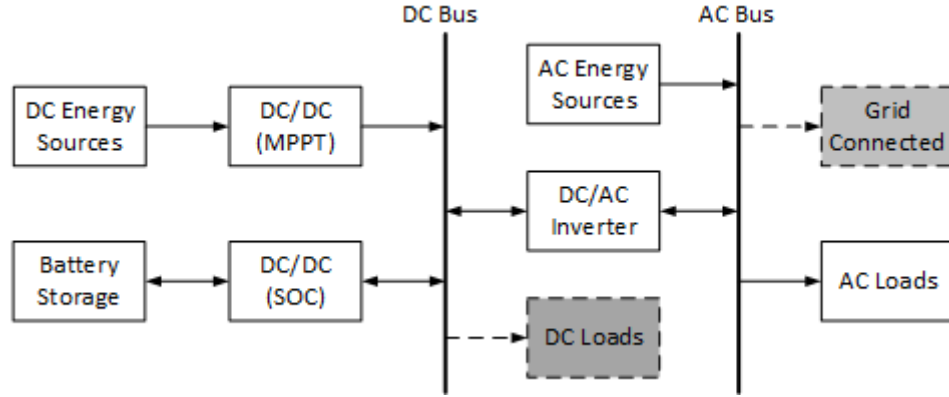 DC Bus
AC Bus
DC Energy
Sources
DC/DC
(MPPT)
AC Energy
Sources
Grid
Connected
Battery
Storage
DC/DC
(SOC)
DC/AC
Inverter
AC Loads
DC Loads